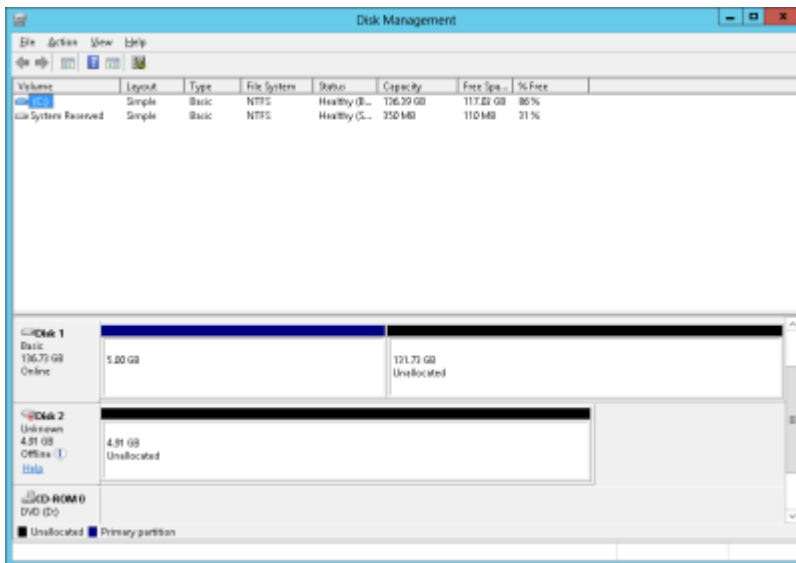 Disk Management
File Action View Help
Volume Layout Type File System Status Capacity Free Spa... % Free
(C:) Simple Basic NTFS Healthy (B... 136.39 GB 117.02 GB 86 %
System Reserved Simple Basic NTFS Healthy (S... 350 MB 110 MB 31 %
Disk 1
Basic
136.73 GB
Online
5.00 GB
131.73 GB
Unallocated
Disk 2
Unknown
4.91 GB
Offline
Help
4.91 GB
Unallocated
CD-ROM 0
DVD (D:)
Unallocated Primary partition